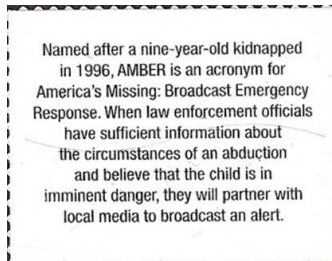 Named after a nine-year-old kidnapped
in 1996, AMBER is an acronym for
America's Missing: Broadcast Emergency
Response. When law enforcement officials
have sufficient information about
the circumstances of an abduction
and believe that the child is in
imminent danger, they will partner with
local media to broadcast an alert.